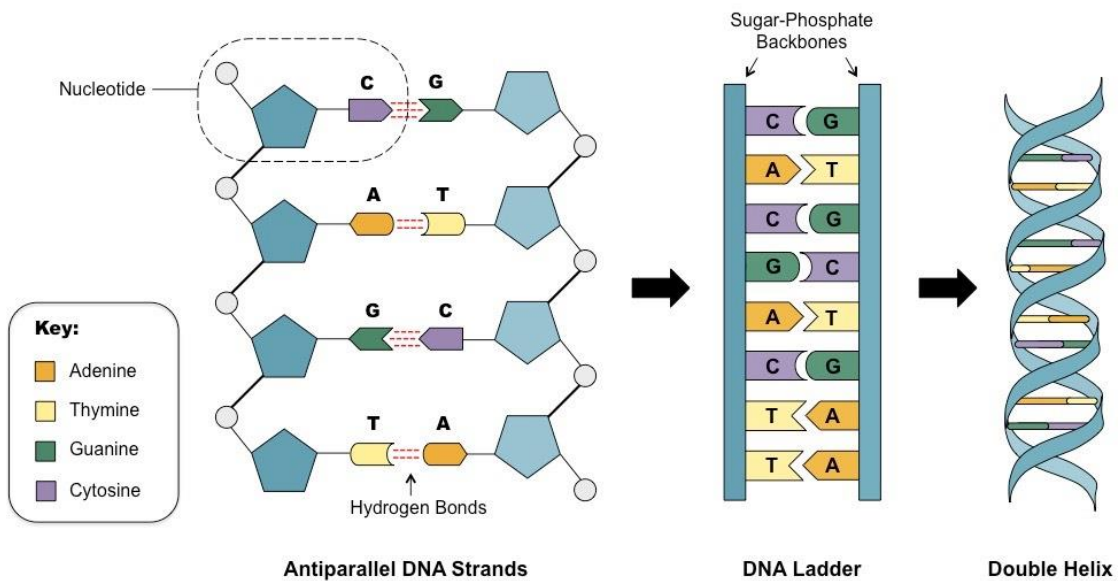 Sugar-Phosphate
Backbones
Nucleotide
C G
A T
G C
T A
Hydrogen Bonds
Key:
Adenine
Thymine
Guanine
Cytosine
C G
A T
C G
G C
A T
C G
T A
T A
Antiparallel DNA Strands
DNA Ladder
Double Helix